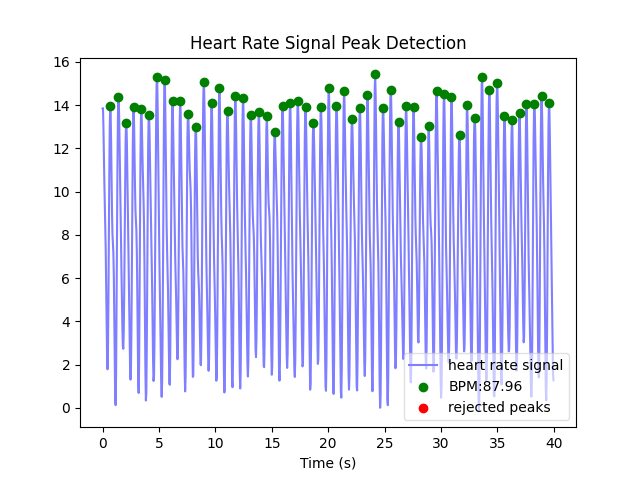 Heart Rate Signal Peak Detection
16
14
12
10
8
6
4
2
0
heart rate signal
BPM:87.96
rejected peaks
0 5 10 15 20 25 30 35 40
Time (s)